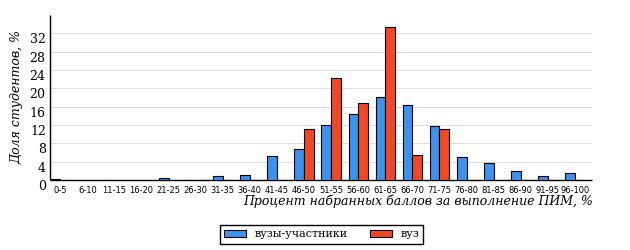 Доля студентов, %
32
28
24
20
16
12
8
4
0
0-5 6-10 11-15 16-20 21-25 26-30 31-35 36-40 41-45 46-50 51-55 56-60 61-65 66-70 71-75 76-80 81-85 86-90 91-95 96-100
Процент набранных баллов за выполнение ПИМ, %
вузы-участники вуз